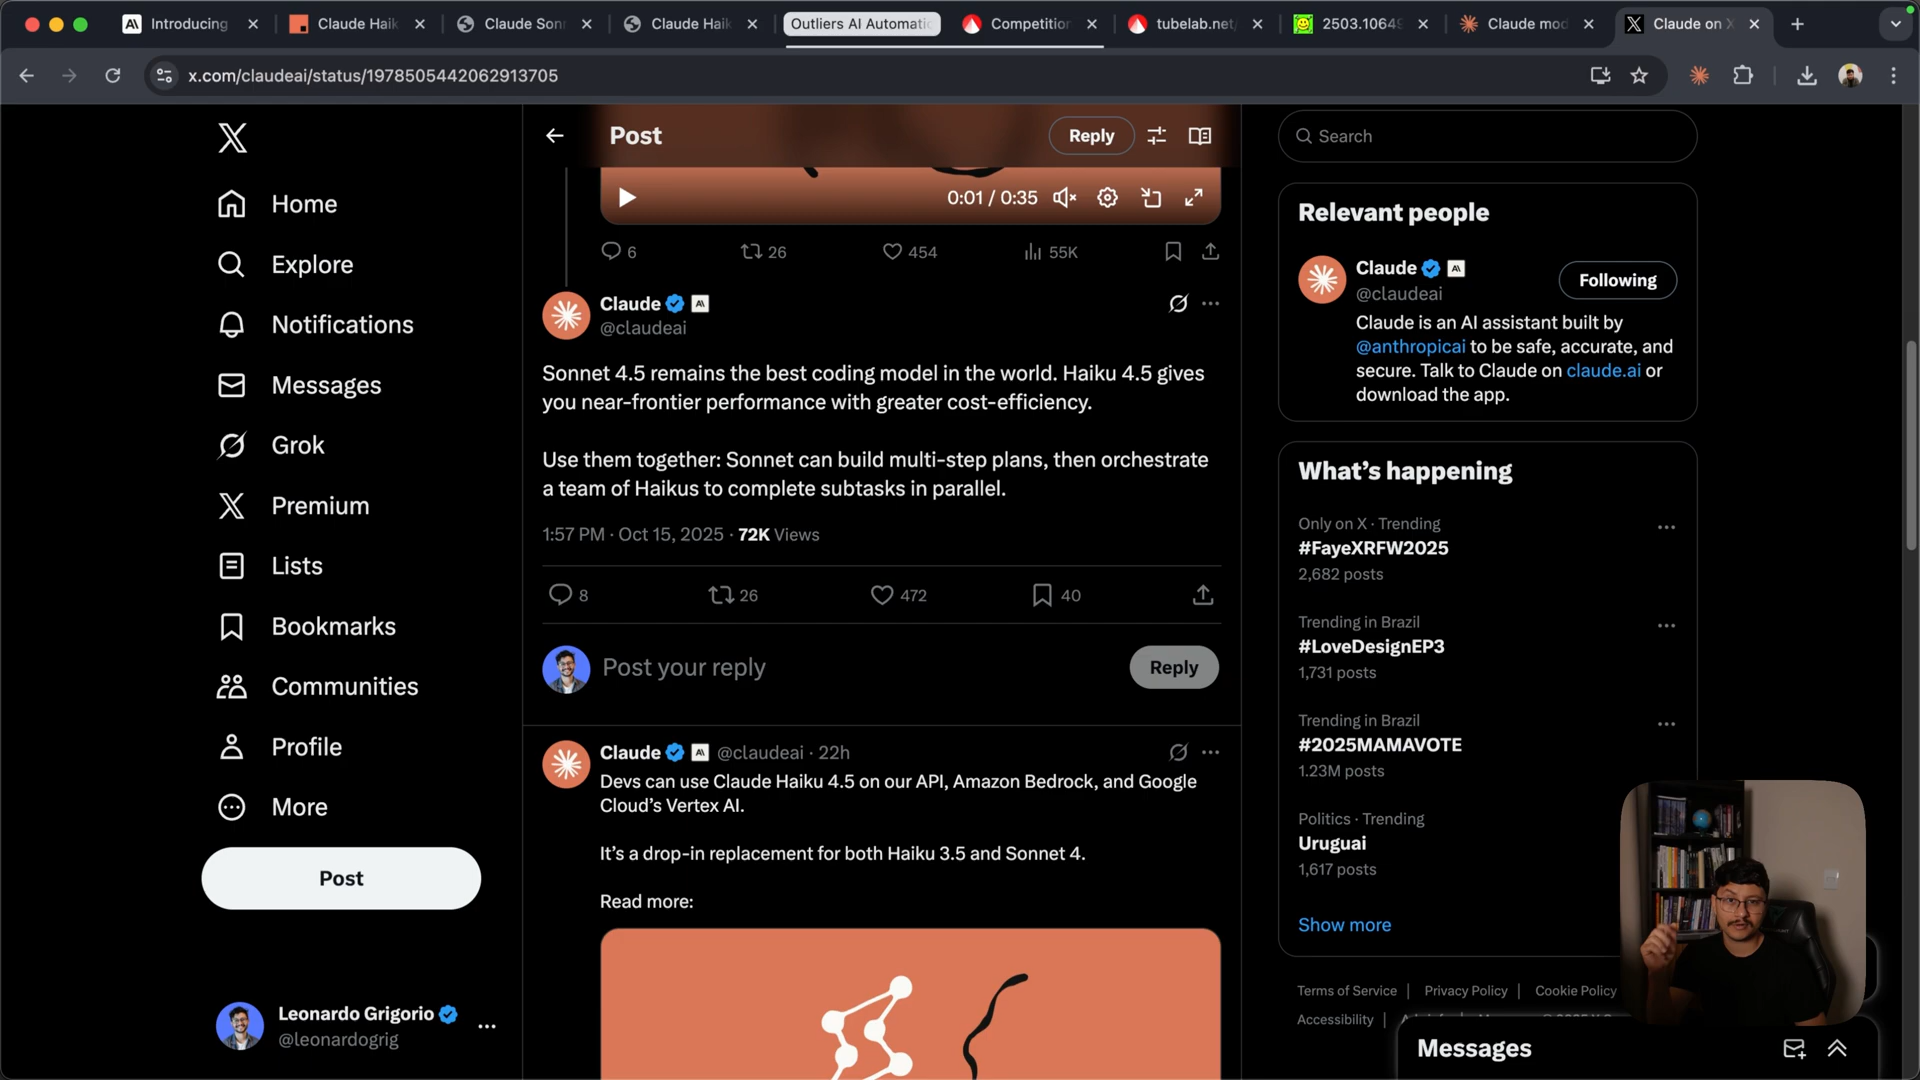 Introducing
Claude Haik
Claude Son
Claude Haik
Outliers AI Automati
Competition
tubelab.net/
2503.10649
Claude mod
Claude on X
x.com/claudeai/status/1978505442062913705
Home
Explore
Notifications
Messages
Grok
Premium
Lists
Bookmarks
Communities
Profile
More
Post
Leonardo Grigorio
@leonardogrig
Post
Reply
0:01 / 0:35
6
26
454
55K
Claude
@claudeai
Sonnet 4.5 remains the best coding model in the world. Haiku 4.5 gives
you near-frontier performance with greater cost-efficiency.
Use them together: Sonnet can build multi-step plans, then orchestrate
a team of Haikus to complete subtasks in parallel.
1:57 PM · Oct 15, 2025 · 72K Views
8
26
472
40
Post your reply
Reply
Claude @claudeai · 22h
Devs can use Claude Haiku 4.5 on our API, Amazon Bedrock, and Google
Cloud’s Vertex AI.
It’s a drop-in replacement for both Haiku 3.5 and Sonnet 4.
Read more:
Search
Relevant people
Claude
@claudeai
Following
Claude is an AI assistant built by
@anthropicai to be safe, accurate, and
secure. Talk to Claude on claude.ai or
download the app.
What’s happening
Only on X · Trending
#FayeXRFW2025
2,682 posts
Trending in Brazil
#LoveDesignEP3
1,731 posts
Trending in Brazil
#2025MAMAVOTE
1.23M posts
Politics · Trending
Uruguai
1,617 posts
Show more
Terms of Service | Privacy Policy | Cookie Policy
Accessibility |
Messages